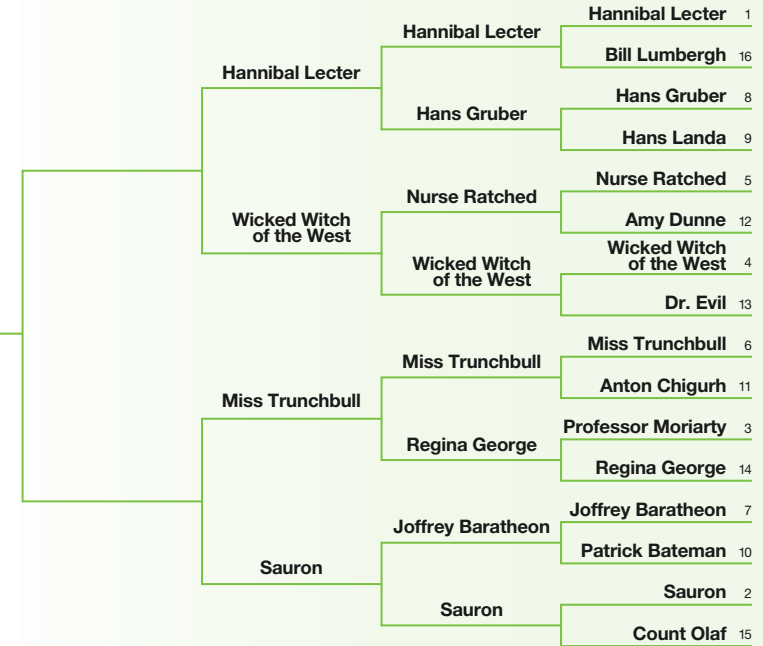 Hannibal Lecter 1
Bill Lumbergh 16
Hans Gruber 8
Hans Landa 9
Nurse Ratched 5
Amy Dunne 12
Wicked Witch
of the West 4
Dr. Evil 13
Miss Trunchbull 6
Anton Chigurh 11
Professor Moriarty 3
Regina George 14
Joffrey Baratheon 7
Patrick Bateman 10
Sauron 2
Count Olaf 15
Hannibal Lecter
Hans Gruber
Nurse Ratched
Wicked Witch
of the West
Miss Trunchbull
Regina George
Joffrey Baratheon
Sauron
Hannibal Lecter
Wicked Witch
of the West
Miss Trunchbull
Sauron